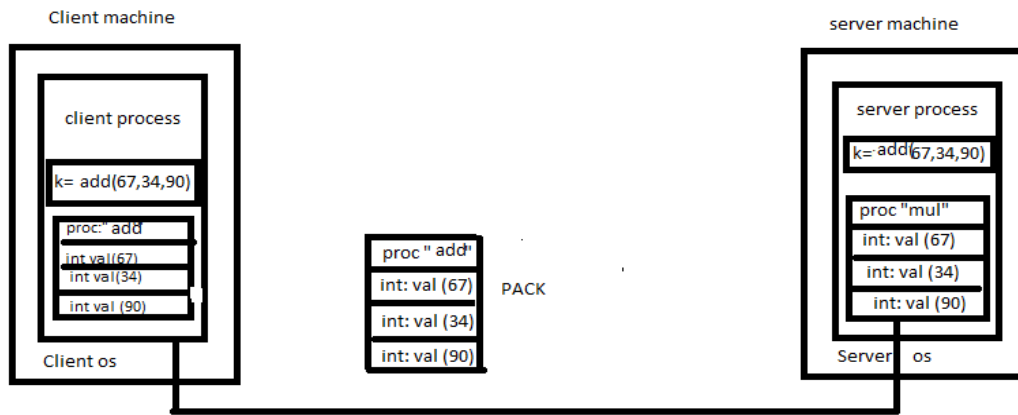 Client machine
client process
k= add(67,34,90)
proc:" add"
int val(67)
int val(34)
int val (90)
Client os
proc " add"
int: val (67)
int: val (34)
int: val (90)
PACK
server machine
server process
k= add(67,34,90)
proc "mul"
int: val (67)
int: val (34)
int: val (90)
Server os